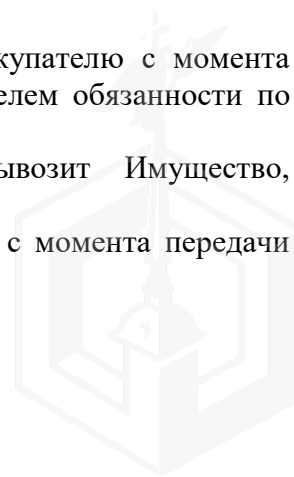 купателю с момента
елем обязанности по
ывозит Имущество,
с момента передачи